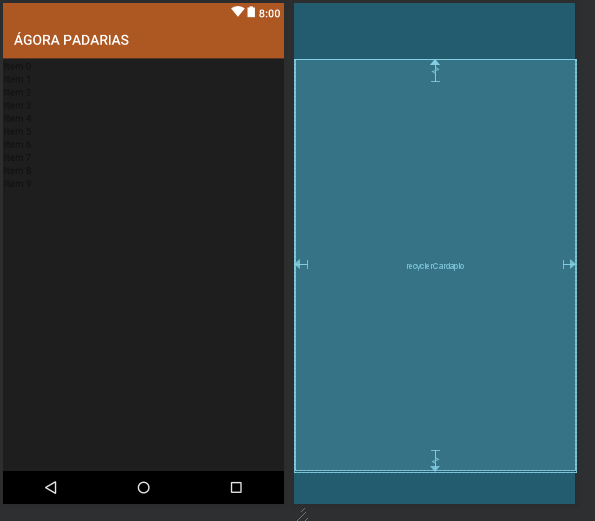 8:00
ÁGORA PADARIAS
Item 0
Item 1
Item 2
Item 3
Item 4
Item 5
Item 6
Item 7
Item 8
Item 9
recyclerCardapio